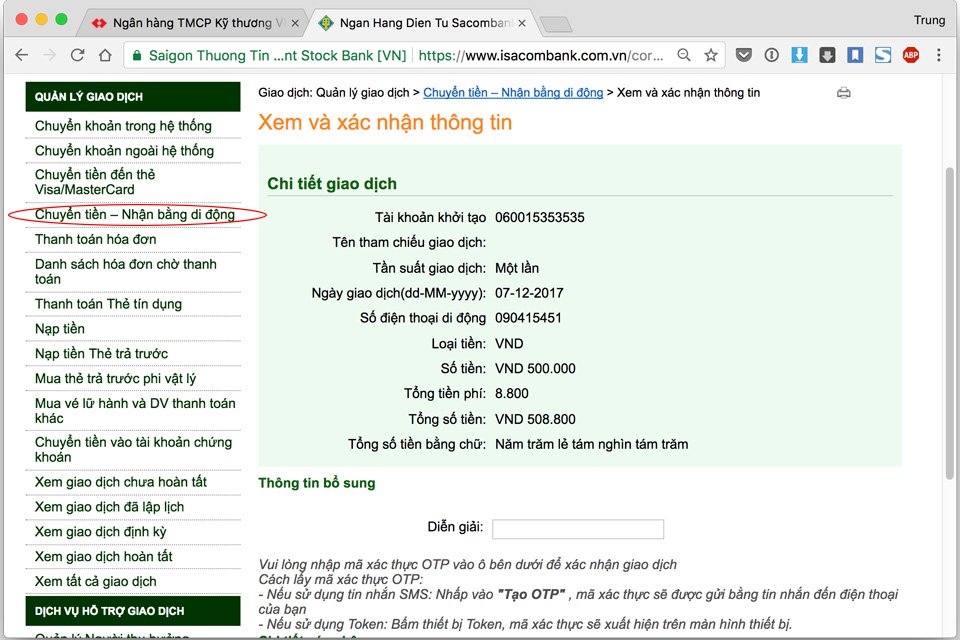 Ngân hàng TMCP Kỹ thương V
Ngan Hang Dien Tu Sacomban
Trung
Saigon Thuong Tin ...nt Stock Bank [VN]
https://www.isacombank.com.vn/cor...
ABP
QUẢN LÝ GIAO DỊCH
Chuyển khoản trong hệ thống
Chuyển khoản ngoài hệ thống
Chuyển tiền đến thẻ
Visa/MasterCard
Chuyển tiền – Nhận bằng di động
Thanh toán hóa đơn
Danh sách hóa đơn chờ thanh
toán
Thanh toán Thẻ tín dụng
Nạp tiền
Nạp tiền Thẻ trả trước
Mua thẻ trả trước phi vật lý
Mua vé lữ hành và DV thanh toán
khác
Chuyển tiền vào tài khoản chứng
khoán
Xem giao dịch chưa hoàn tất
Xem giao dịch đã lập lịch
Xem giao dịch định kỳ
Xem giao dịch hoàn tất
Xem tất cả giao dịch
DỊCH VỤ HỖ TRỢ GIAO DỊCH
Quản lý Người thụ hưởng
Giao dịch: Quản lý giao dịch > Chuyển tiền – Nhận bằng di động > Xem và xác nhận thông tin
Xem và xác nhận thông tin
Chi tiết giao dịch
Tài khoản khởi tạo 060015353535
Tên tham chiếu giao dịch:
Tần suất giao dịch: Một lần
Ngày giao dịch(dd-MM-yyyy): 07-12-2017
Số điện thoại di động 090415451
Loại tiền: VND
Số tiền: VND 500.000
Tổng tiền phí: 8.800
Tổng số tiền: VND 508.800
Tổng số tiền bằng chữ: Năm trăm lẻ tám nghìn tám trăm
Thông tin bổ sung
Diễn giải:
Vui lòng nhập mã xác thực OTP vào ô bên dưới để xác nhận giao dịch
Cách lấy mã xác thực OTP:
- Nếu sử dụng tin nhắn SMS: Nhấp vào "Tạo OTP" , mã xác thực sẽ được gửi bằng tin nhắn đến điện thoại
của bạn
- Nếu sử dụng Token: Bấm thiết bị Token, mã xác thực sẽ xuất hiện trên màn hình thiết bị.